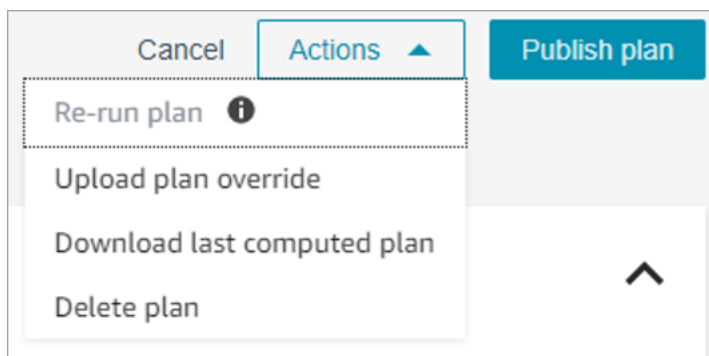 Cancel Actions Publish plan
Re-run plan
Upload plan override
Download last computed plan
Delete plan